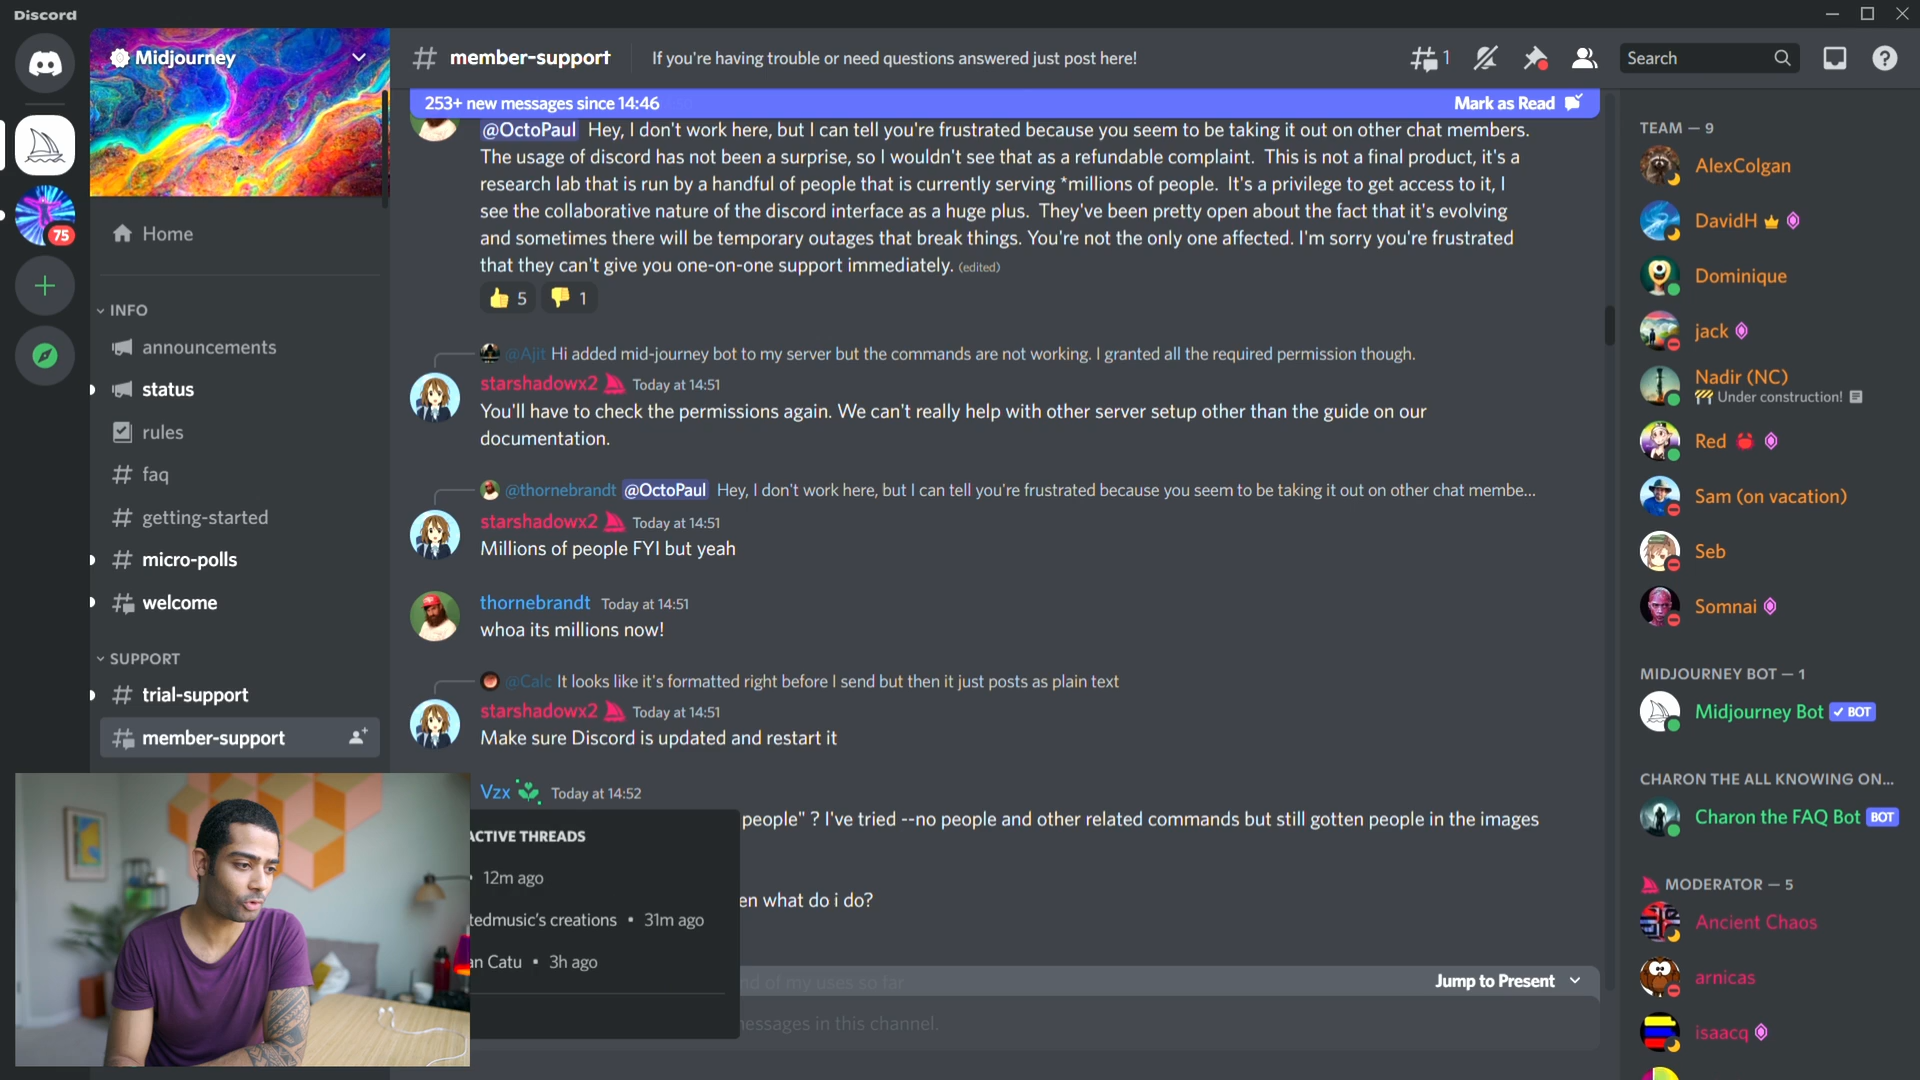 Discord
Midjourney
Home
INFO
announcements
status
rules
faq
getting-started
micro-polls
welcome
SUPPORT
trial-support
member-support
75
member-support
If you're having trouble or need questions answered just post here!
1
Search
253+ new messages since 14:46
Mark as Read
@OctoPaul Hey, I don't work here, but I can tell you're frustrated because you seem to be taking it out on other chat members.
The usage of discord has not been a surprise, so I wouldn't see that as a refundable complaint. This is not a final product, it's a
research lab that is run by a handful of people that is currently serving *millions of people. It's a privilege to get access to it, I
see the collaborative nature of the discord interface as a huge plus. They've been pretty open about the fact that it's evolving
and sometimes there will be temporary outages that break things. You're not the only one affected. I'm sorry you're frustrated
that they can't give you one-on-one support immediately. (edited)
5 1
@Ajit Hi added mid-journey bot to my server but the commands are not working. I granted all the required permission though.
starshadowx2 Today at 14:51
You'll have to check the permissions again. We can't really help with other server setup other than the guide on our
documentation.
@thornebrandt @OctoPaul Hey, I don't work here, but I can tell you're frustrated because you seem to be taking it out on other chat membe...
starshadowx2 Today at 14:51
Millions of people FYI but yeah
thornebrandt Today at 14:51
whoa its millions now!
@Calc It looks like it's formatted right before I send but then it just posts as plain text
starshadowx2 Today at 14:51
Make sure Discord is updated and restart it
Vzx Today at 14:52
people" ? I've tried --no people and other related commands but still gotten people in the images
ACTIVE THREADS
12m ago
tedmusic's creations • 31m ago
en what do i do?
an Catu • 3h ago
nd of my uses so far
Jump to Present
messages in this channel.
TEAM — 9
AlexColgan
DavidH
Dominique
jack
Nadir (NC)
Under construction!
Red
Sam (on vacation)
Seb
Somnai
MIDJOURNEY BOT — 1
Midjourney Bot BOT
CHARON THE ALL KNOWING ON...
Charon the FAQ Bot BOT
MODERATOR — 5
Ancient Chaos
arnicas
isaacq